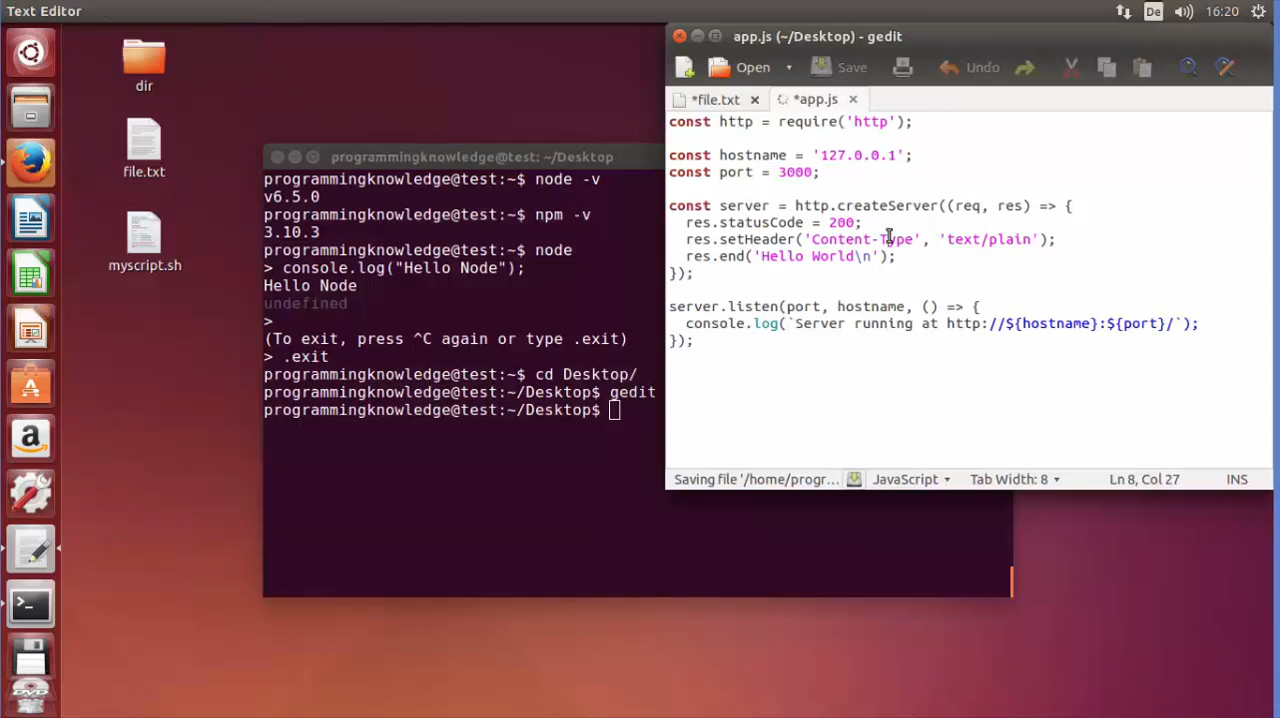 Text Editor
De
16:20
dir
file.txt
myscript.sh
programmingknowledge@test: ~/Desktop
programmingknowledge@test:~$ node -v
v6.5.0
programmingknowledge@test:~$ npm -v
3.10.3
programmingknowledge@test:~$ node
> console.log("Hello Node");
Hello Node
undefined
>
(To exit, press ^C again or type .exit)
> .exit
programmingknowledge@test:~$ cd Desktop/
programmingknowledge@test:~/Desktop$ gedit
programmingknowledge@test:~/Desktop$
app.js (~/Desktop) - gedit
Open
Save
Undo
*file.txt
*app.js
const http = require('http');
const hostname = '127.0.0.1';
const port = 3000;
const server = http.createServer((req, res) => {
res.statusCode = 200;
res.setHeader('Content-Type', 'text/plain');
res.end('Hello World\n');
});
server.listen(port, hostname, () => {
console.log(`Server running at http://${hostname}:${port}/`);
});
Saving file '/home/progr...
JavaScript
Tab Width: 8
Ln 8, Col 27
INS